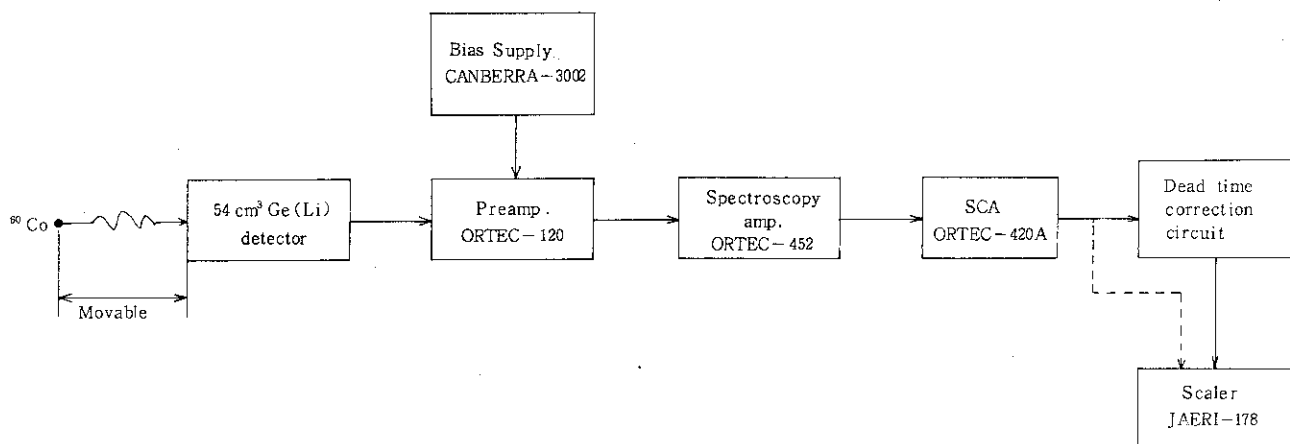 Bias Supply.
CANBERRA-3002
⁶⁰Co
Movable
54 cm³ Ge(Li)
detector
Preamp.
ORTEC-120
Spectroscopy
amp.
ORTEC-452
SCA
ORTEC-420A
Dead time
correction
circuit
Scaler
JAERI-178